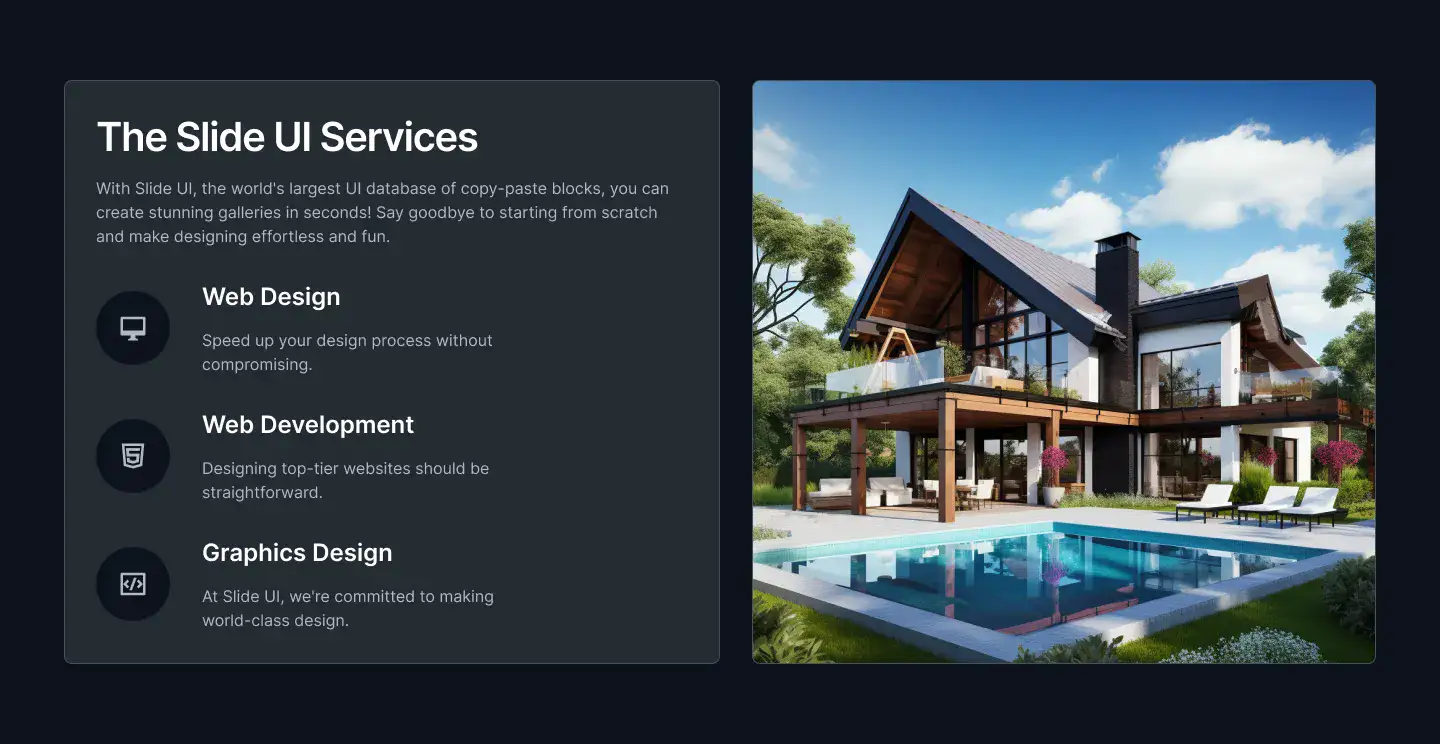 The Slide UI Services
With Slide UI, the world's largest UI database of copy-paste blocks, you can
create stunning galleries in seconds! Say goodbye to starting from scratch
and make designing effortless and fun.
Web Design
Speed up your design process without
compromising.
Web Development
Designing top-tier websites should be
straightforward.
Graphics Design
At Slide UI, we're committed to making
world-class design.